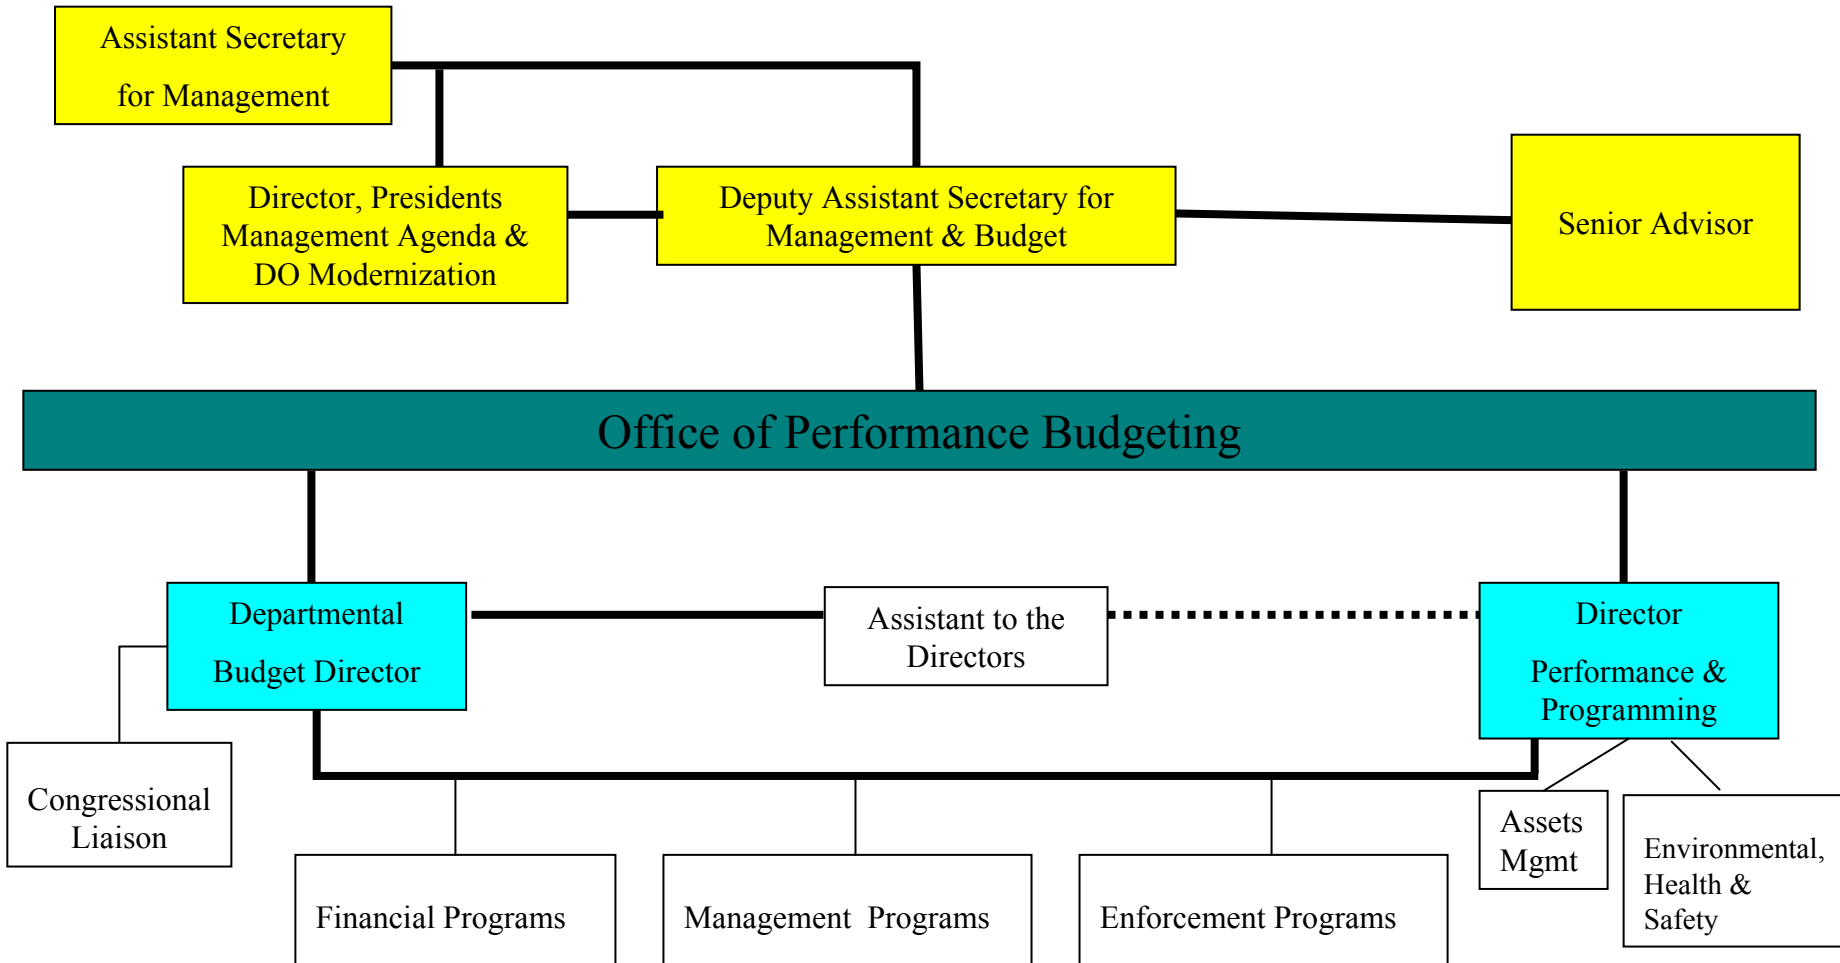 Assistant Secretary
for Management
Director, Presidents
Management Agenda &
DO Modernization
Deputy Assistant Secretary for
Management & Budget
Senior Advisor
Office of Performance Budgeting
Departmental
Budget Director
Assistant to the
Directors
Director
Performance &
Programming
Congressional
Liaison
Financial Programs
Management  Programs
Enforcement Programs
Assets
Mgmt
Environmental,
Health &
Safety